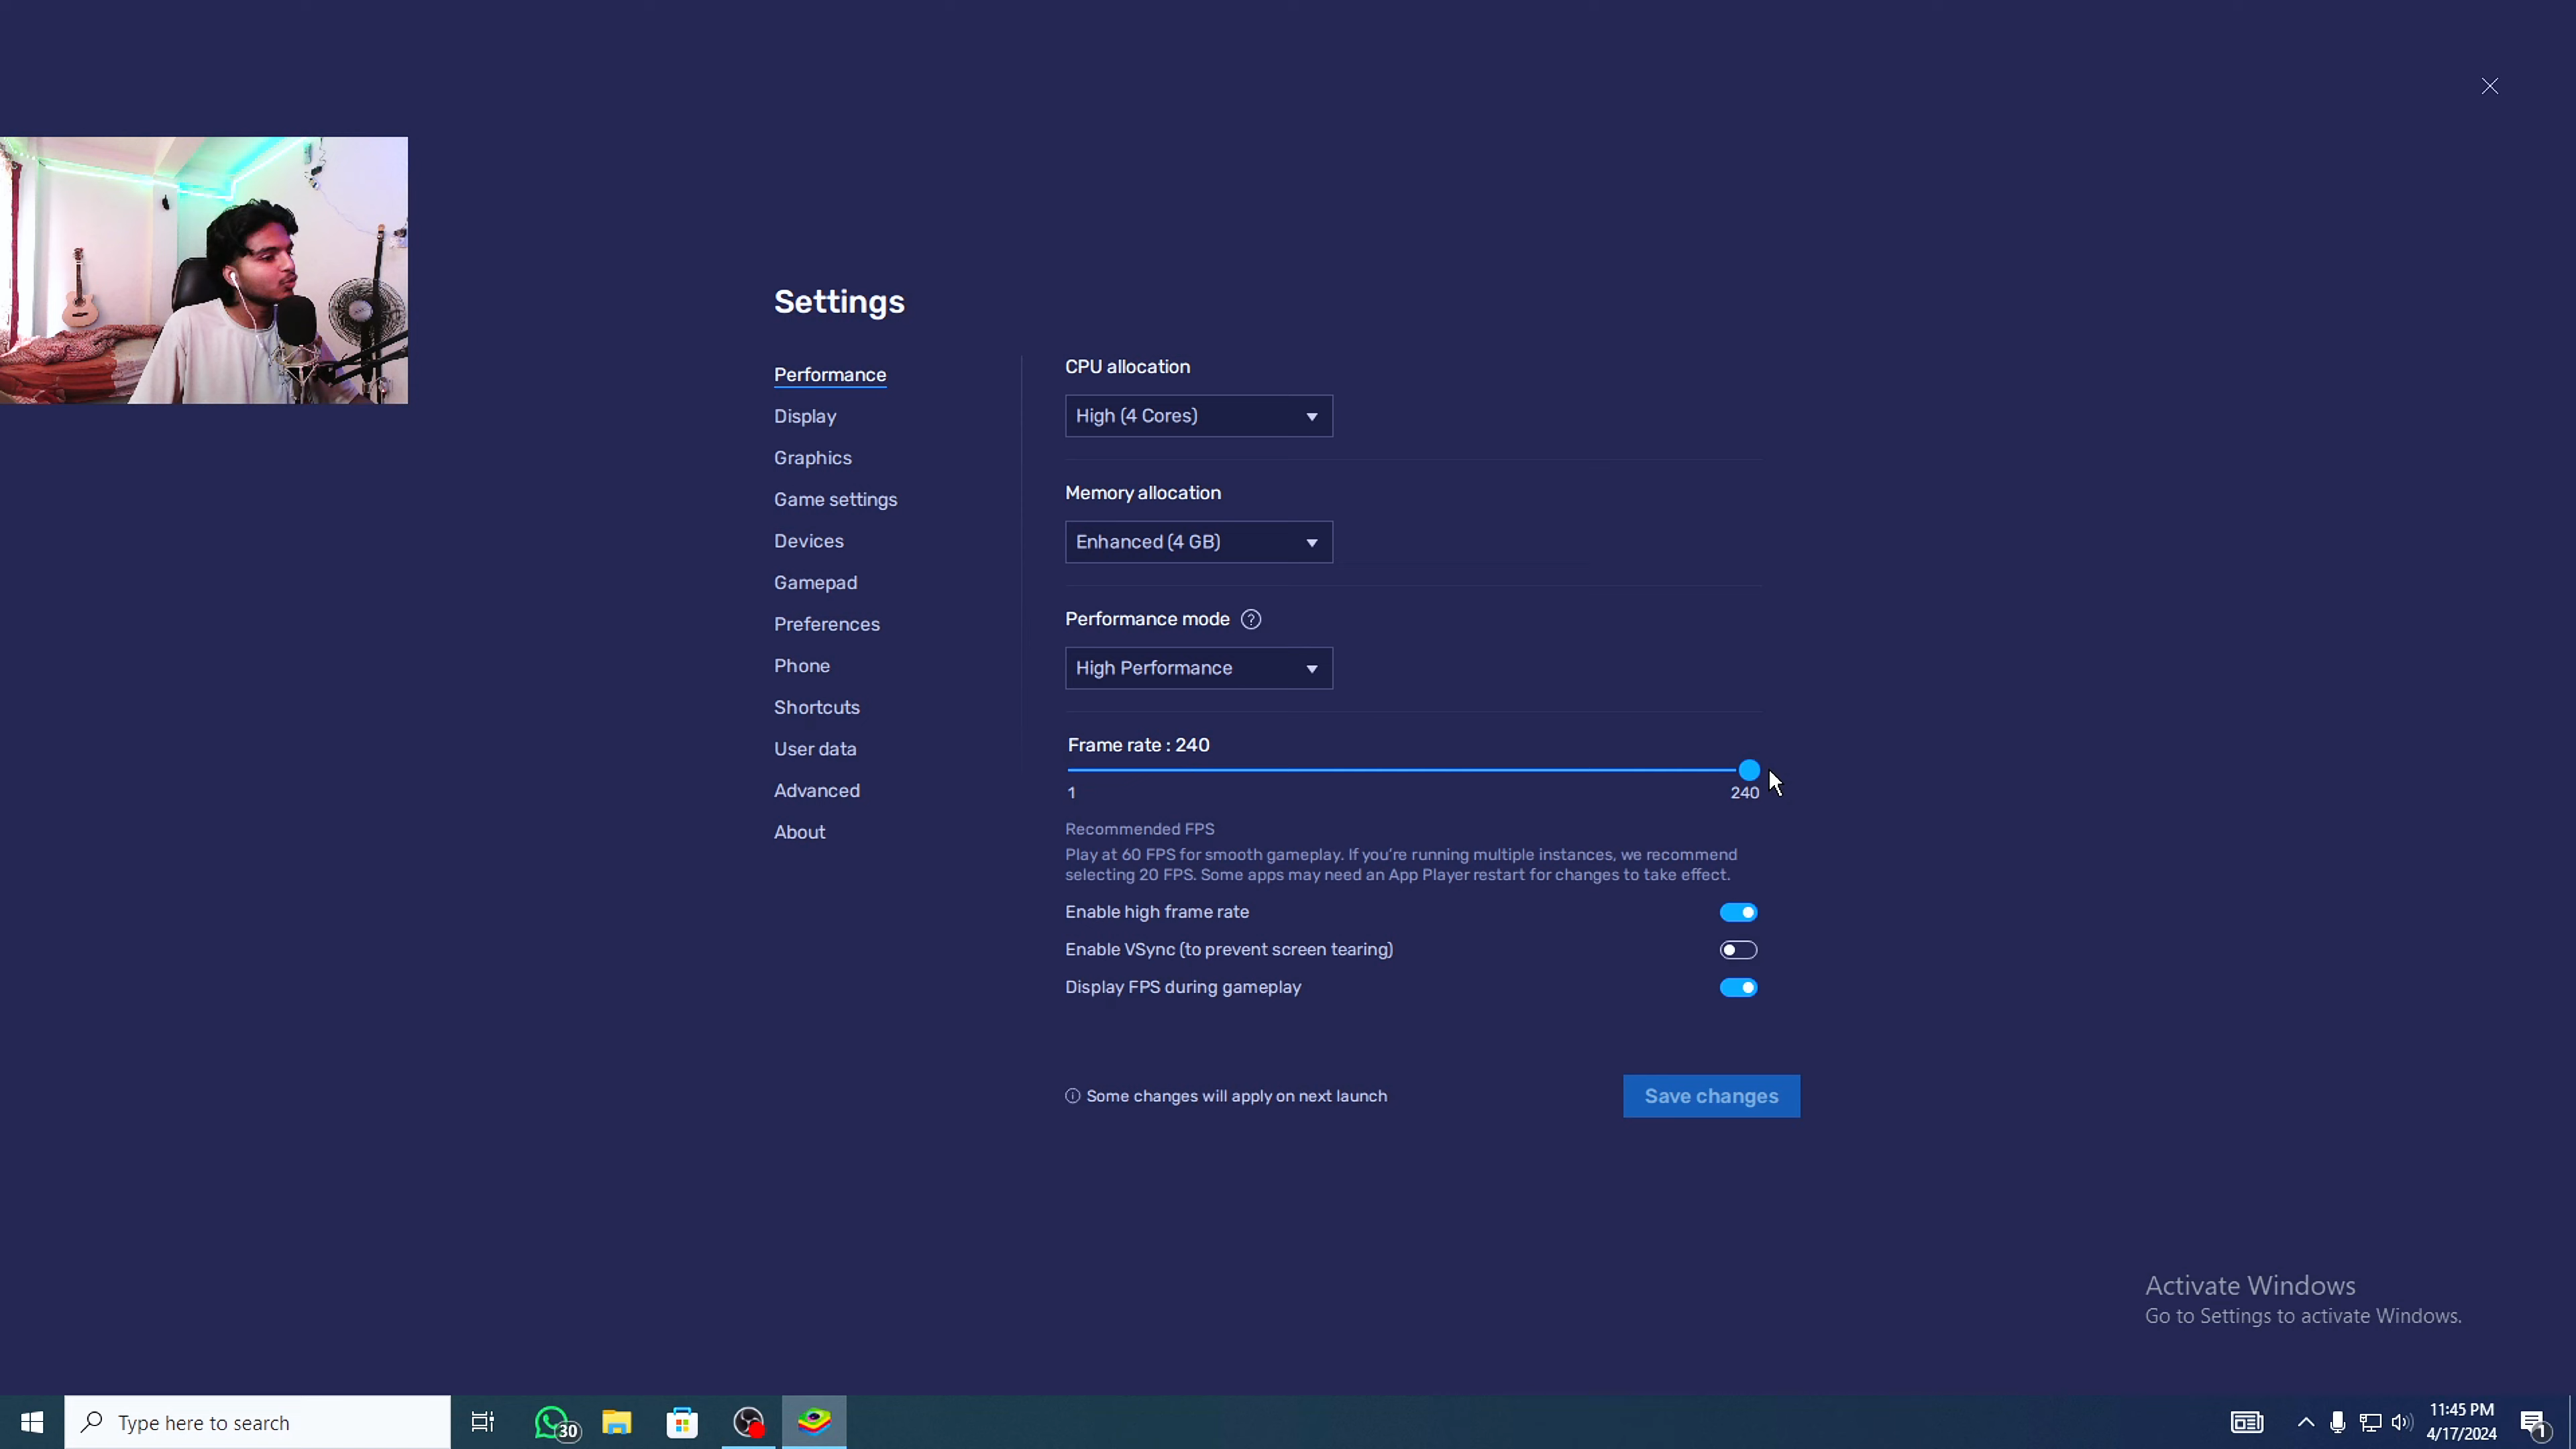 Settings
Performance
Display
Graphics
Game settings
Devices
Gamepad
Preferences
Phone
Shortcuts
User data
Advanced
About
CPU allocation
High (4 Cores)
Memory allocation
Enhanced (4 GB)
Performance mode ?
High Performance
Frame rate : 240
1 240
Recommended FPS
Play at 60 FPS for smooth gameplay. If you're running multiple instances, we recommend
selecting 20 FPS. Some apps may need an App Player restart for changes to take effect.
Enable high frame rate
Enable VSync (to prevent screen tearing)
Display FPS during gameplay
Some changes will apply on next launch
Save changes
Activate Windows
Go to Settings to activate Windows.
Type here to search
30
11:45 PM
4/17/2024
1